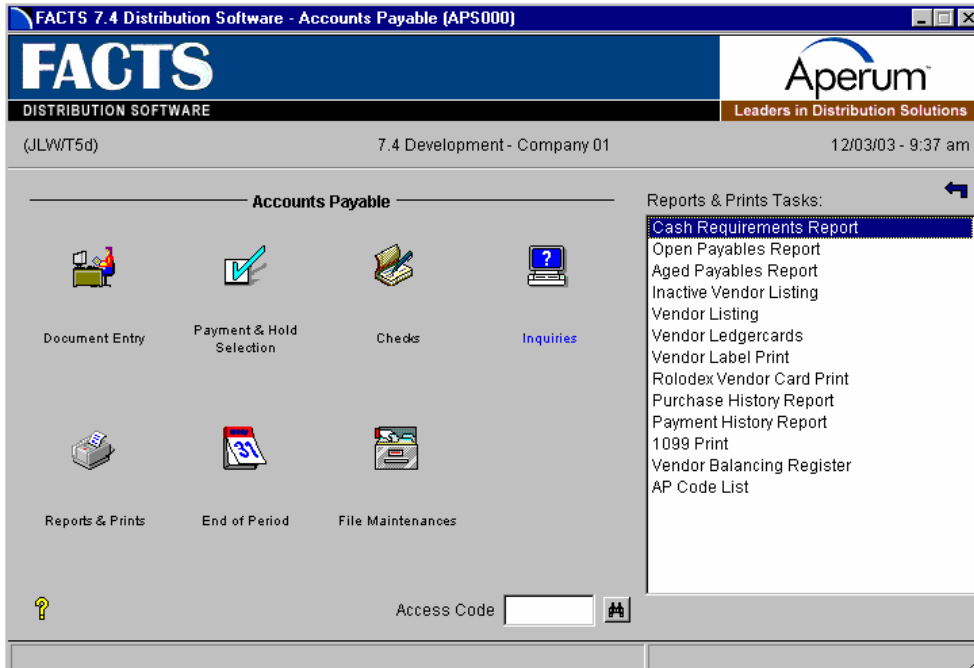 FACTS 7.4 Distribution Software - Accounts Payable (APS000)
FACTS
DISTRIBUTION SOFTWARE
Aperum™
Leaders in Distribution Solutions
(JLW/T5d)
7.4 Development - Company 01
12/03/03 - 9:37 am
Accounts Payable
Document Entry
Payment & Hold
Selection
Checks
?
Inquiries
31
Reports & Prints
End of Period
File Maintenances
?
Access Code
Reports & Prints Tasks:
Cash Requirements Report
Open Payables Report
Aged Payables Report
Inactive Vendor Listing
Vendor Listing
Vendor Ledgercards
Vendor Label Print
Rolodex Vendor Card Print
Purchase History Report
Payment History Report
1099 Print
Vendor Balancing Register
AP Code List